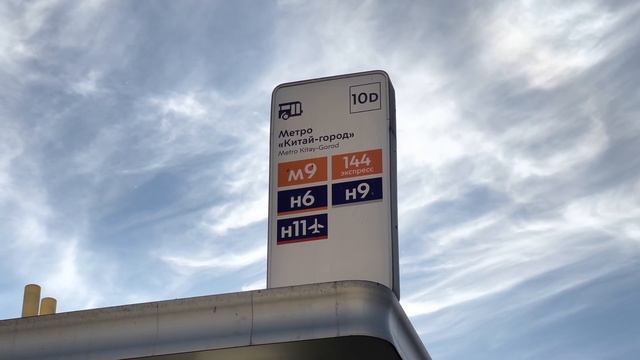 10D
Метро
«Китай-город»
Metro Kitay-Gorod
м9
144
экспресс
н6
н9
н11